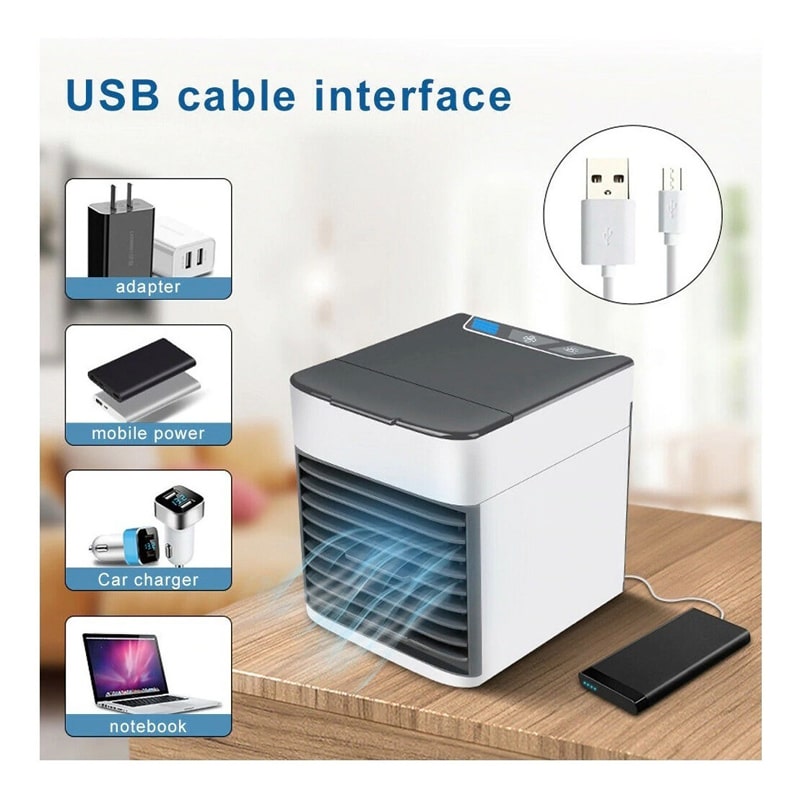 USB cable interface
adapter
mobile power
Car charger
notebook